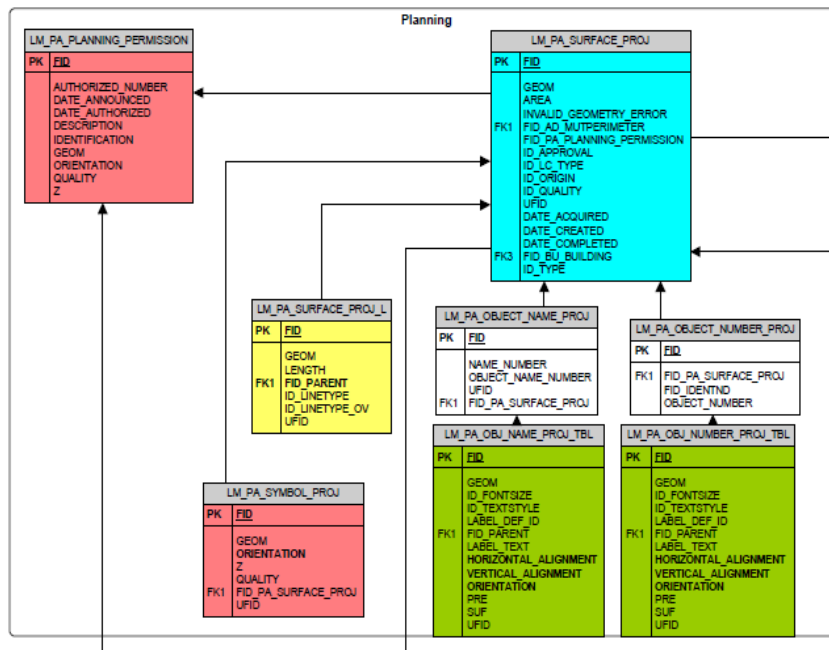 Planning
LM_PA_PLANNING_PERMISSION
PK FID
AUTHORIZED_NUMBER
DATE_ANNOUNCED
DATE_AUTHORIZED
DESCRIPTION
IDENTIFICATION
GEOM
ORIENTATION
QUALITY
Z
LM_PA_SURFACE_PROJ
PK FID
GEOM
AREA
INVALID_GEOMETRY_ERROR
FK1 FID_AD_MUTPERIMETER
FID_PA_PLANNING_PERMISSION
ID_APPROVAL
ID_LC_TYPE
ID_ORIGIN
ID_QUALITY
UFID
DATE_ACQUIRED
DATE_CREATED
DATE_COMPLETED
FK3 FID_BU_BUILDING
ID_TYPE
LM_PA_SURFACE_PROJ_L
PK FID
GEOM
LENGTH
FK1 FID_PARENT
ID_LINETYPE
ID_LINETYPE_OV
UFID
LM_PA_OBJECT_NAME_PROJ
PK FID
NAME_NUMBER
OBJECT_NAME_NUMBER
UFID
FK1 FID_PA_SURFACE_PROJ
LM_PA_OBJECT_NUMBER_PROJ
PK FID
FK1 FID_PA_SURFACE_PROJ
FID_IDENTND
OBJECT_NUMBER
LM_PA_SYMBOL_PROJ
PK FID
GEOM
ORIENTATION
Z
QUALITY
FK1 FID_PA_SURFACE_PROJ
UFID
LM_PA_OBJ_NAME_PROJ_TBL
PK FID
GEOM
ID_FONTSIZE
ID_TEXTSTYLE
LABEL_DEF_ID
FK1 FID_PARENT
LABEL_TEXT
HORIZONTAL_ALIGNMENT
VERTICAL_ALIGNMENT
ORIENTATION
PRE
SUF
UFID
LM_PA_OBJ_NUMBER_PROJ_TBL
PK FID
GEOM
ID_FONTSIZE
ID_TEXTSTYLE
LABEL_DEF_ID
FK1 FID_PARENT
LABEL_TEXT
HORIZONTAL_ALIGNMENT
VERTICAL_ALIGNMENT
ORIENTATION
PRE
SUF
UFID